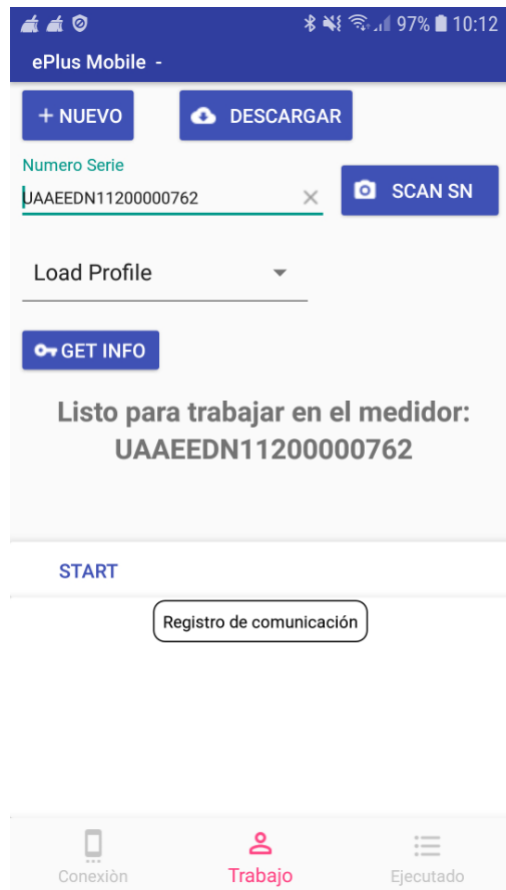 97% 10:12
ePlus Mobile -
+ NUEVO
DESCARGAR
Numero Serie
UAAEEDN11200000762
SCAN SN
Load Profile
GET INFO
Listo para trabajar en el medidor:
UAAEEDN11200000762
START
Registro de comunicación
Conexiòn
Trabajo
Ejecutado